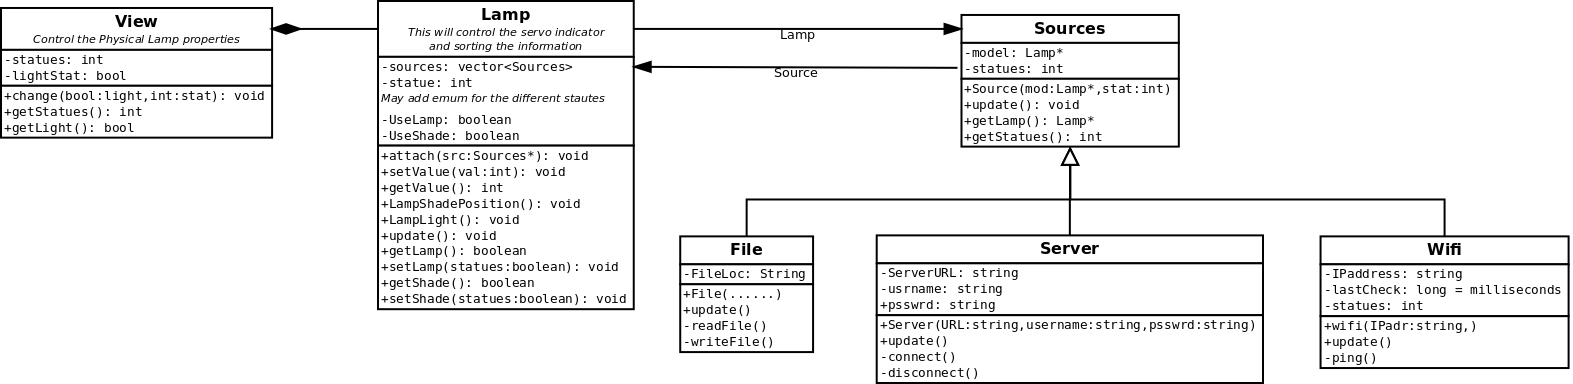 View
Control the Physical Lamp properties
-statues: int
-lightStat: bool
+change(bool:light,int:stat): void
+getStatues(): int
+getLight(): bool
Lamp
This will control the servo indicator
and sorting the information
-sources: vector<Sources>
-statue: int
May add emum for the different stautes
-UseLamp: boolean
-UseShade: boolean
+attach(src:Sources*): void
+setValue(val:int): void
+getValue(): int
+LampShadePosition(): void
+LampLight(): void
+update(): void
+getLamp(): boolean
+setLamp(statues:boolean): void
+getShade(): boolean
+setShade(statues:boolean): void
Lamp
Source
Sources
-model: Lamp*
-statues: int
+Source(mod:Lamp*,stat:int)
+update(): void
+getLamp(): Lamp*
+getStatues(): int
File
-FileLoc: String
+File(......)
+update()
-readFile()
-writeFile()
Server
-ServerURL: string
-usrname: string
+psswrd: string
+Server(URL:string,username:string,psswrd:string)
+update()
-connect()
-disconnect()
Wifi
-IPaddress: string
-lastCheck: long = milliseconds
-statues: int
+wifi(IPadr:string,)
+update()
-ping()